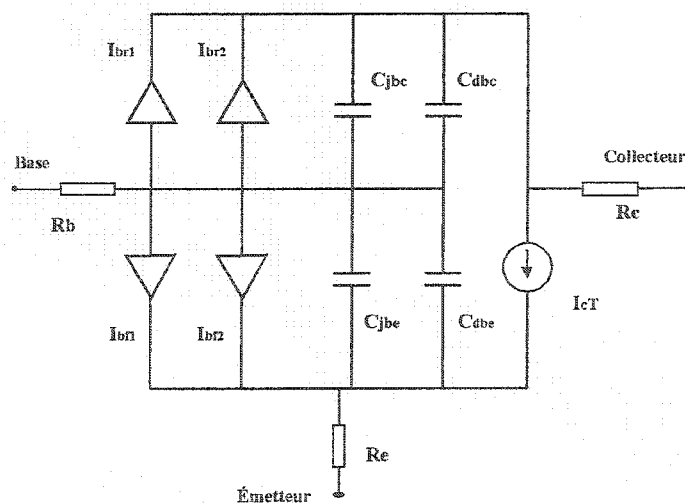 Ibr1
Ibr2
Cjbc
Cdbc
Base
Collecteur
Rb
Rc
Ibf1
Ibf2
Cjbe
Cdbe
IcT
Re
Émetteur